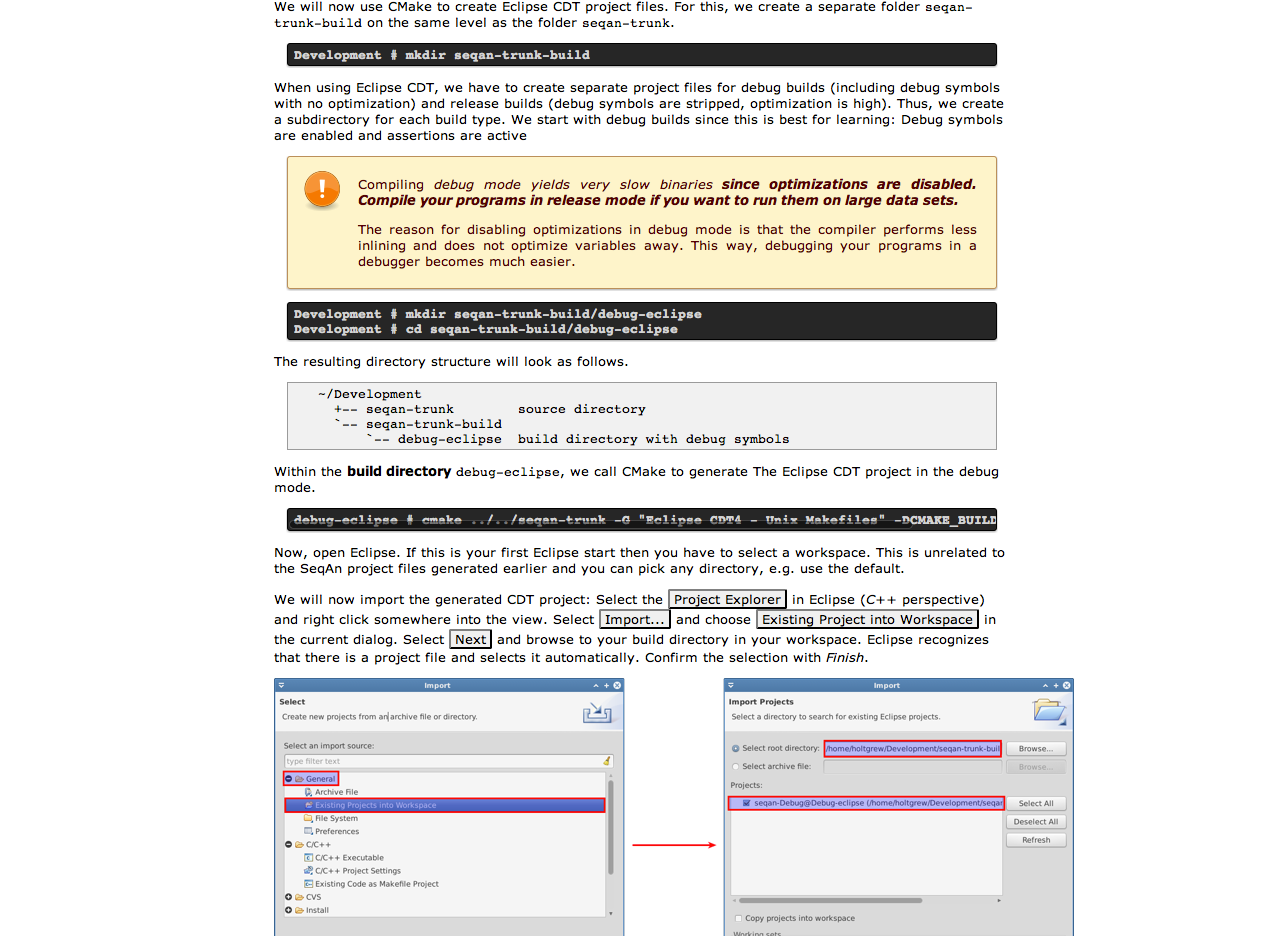 We will now use CMake to create Eclipse CDT project files. For this, we create a separate folder seqan-
trunk-build on the same level as the folder seqan-trunk.
Development # mkdir seqan-trunk-build
When using Eclipse CDT, we have to create separate project files for debug builds (including debug symbols
with no optimization) and release builds (debug symbols are stripped, optimization is high). Thus, we create
a subdirectory for each build type. We start with debug builds since this is best for learning: Debug symbols
are enabled and assertions are active
Compiling debug mode yields very slow binaries since optimizations are disabled.
Compile your programs in release mode if you want to run them on large data sets.
The reason for disabling optimizations in debug mode is that the compiler performs less
inlining and does not optimize variables away. This way, debugging your programs in a
debugger becomes much easier.
Development # mkdir seqan-trunk-build/debug-eclipse
Development # cd seqan-trunk-build/debug-eclipse
The resulting directory structure will look as follows.
~/Development
+-- seqan-trunk source directory
`-- seqan-trunk-build
`-- debug-eclipse build directory with debug symbols
Within the build directory debug-eclipse, we call CMake to generate The Eclipse CDT project in the debug
mode.
debug-eclipse # cmake ../../seqan-trunk -G "Eclipse CDT4 - Unix Makefiles" -DCMAKE_BUILD
Now, open Eclipse. If this is your first Eclipse start then you have to select a workspace. This is unrelated to
the SeqAn project files generated earlier and you can pick any directory, e.g. use the default.
We will now import the generated CDT project: Select the Project Explorer in Eclipse (C++ perspective)
and right click somewhere into the view. Select Import... and choose Existing Project into Workspace in
the current dialog. Select Next and browse to your build directory in your workspace. Eclipse recognizes
that there is a project file and selects it automatically. Confirm the selection with Finish.
Import
Select
Create new projects from an archive file or directory.
Select an import source:
type filter text
General
Archive File
Existing Projects into Workspace
File System
Preferences
C/C++
C/C++ Executable
C/C++ Project Settings
Existing Code as Makefile Project
CVS
Install
Import
Import Projects
Select a directory to search for existing Eclipse projects.
Select root directory: /home/holtgrew/Development/seqan-trunk-buil Browse...
Select archive file: Browse...
Projects:
seqan-Debug@Debug-eclipse (/home/holtgrew/Development/seqan Select All
Deselect All
Refresh
Copy projects into workspace
Working sets